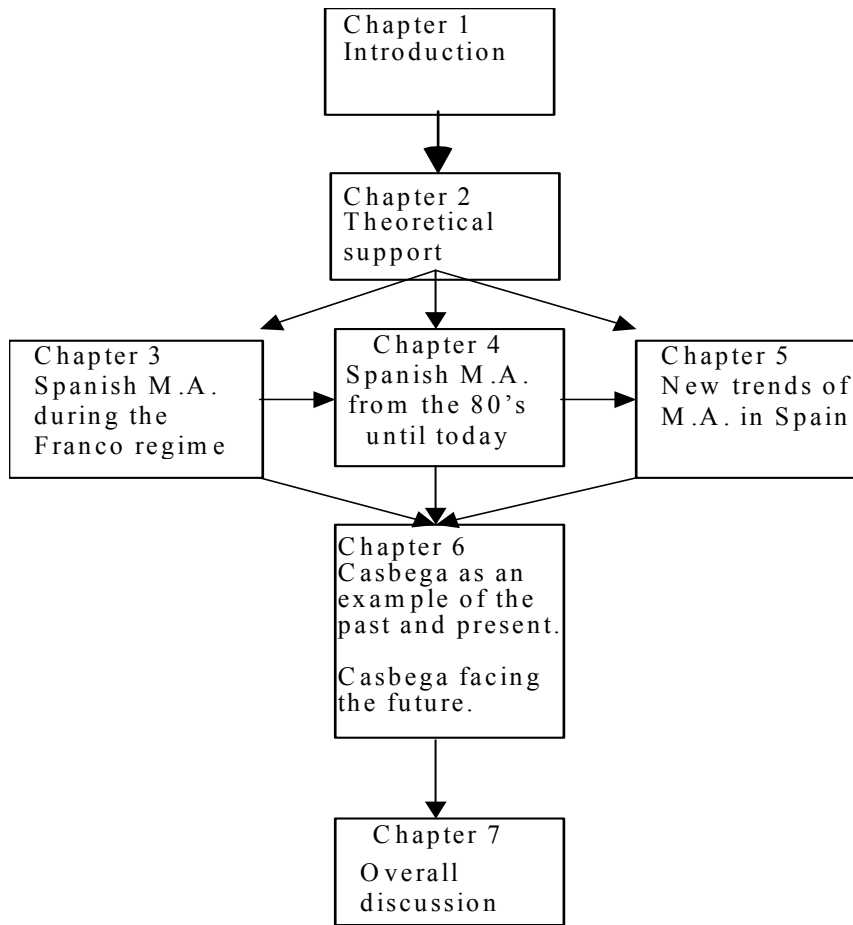 Chapter 1
Introduction
Chapter 2
Theoretical
support
Chapter 3
Spanish M.A.
during the
Franco regime
Chapter 4
Spanish M.A.
from the 80's
until today
Chapter 5
New trends of
M.A. in Spain
Chapter 6
Casbega as an
example of the
past and present.
Casbega facing
the future.
Chapter 7
Overall
discussion